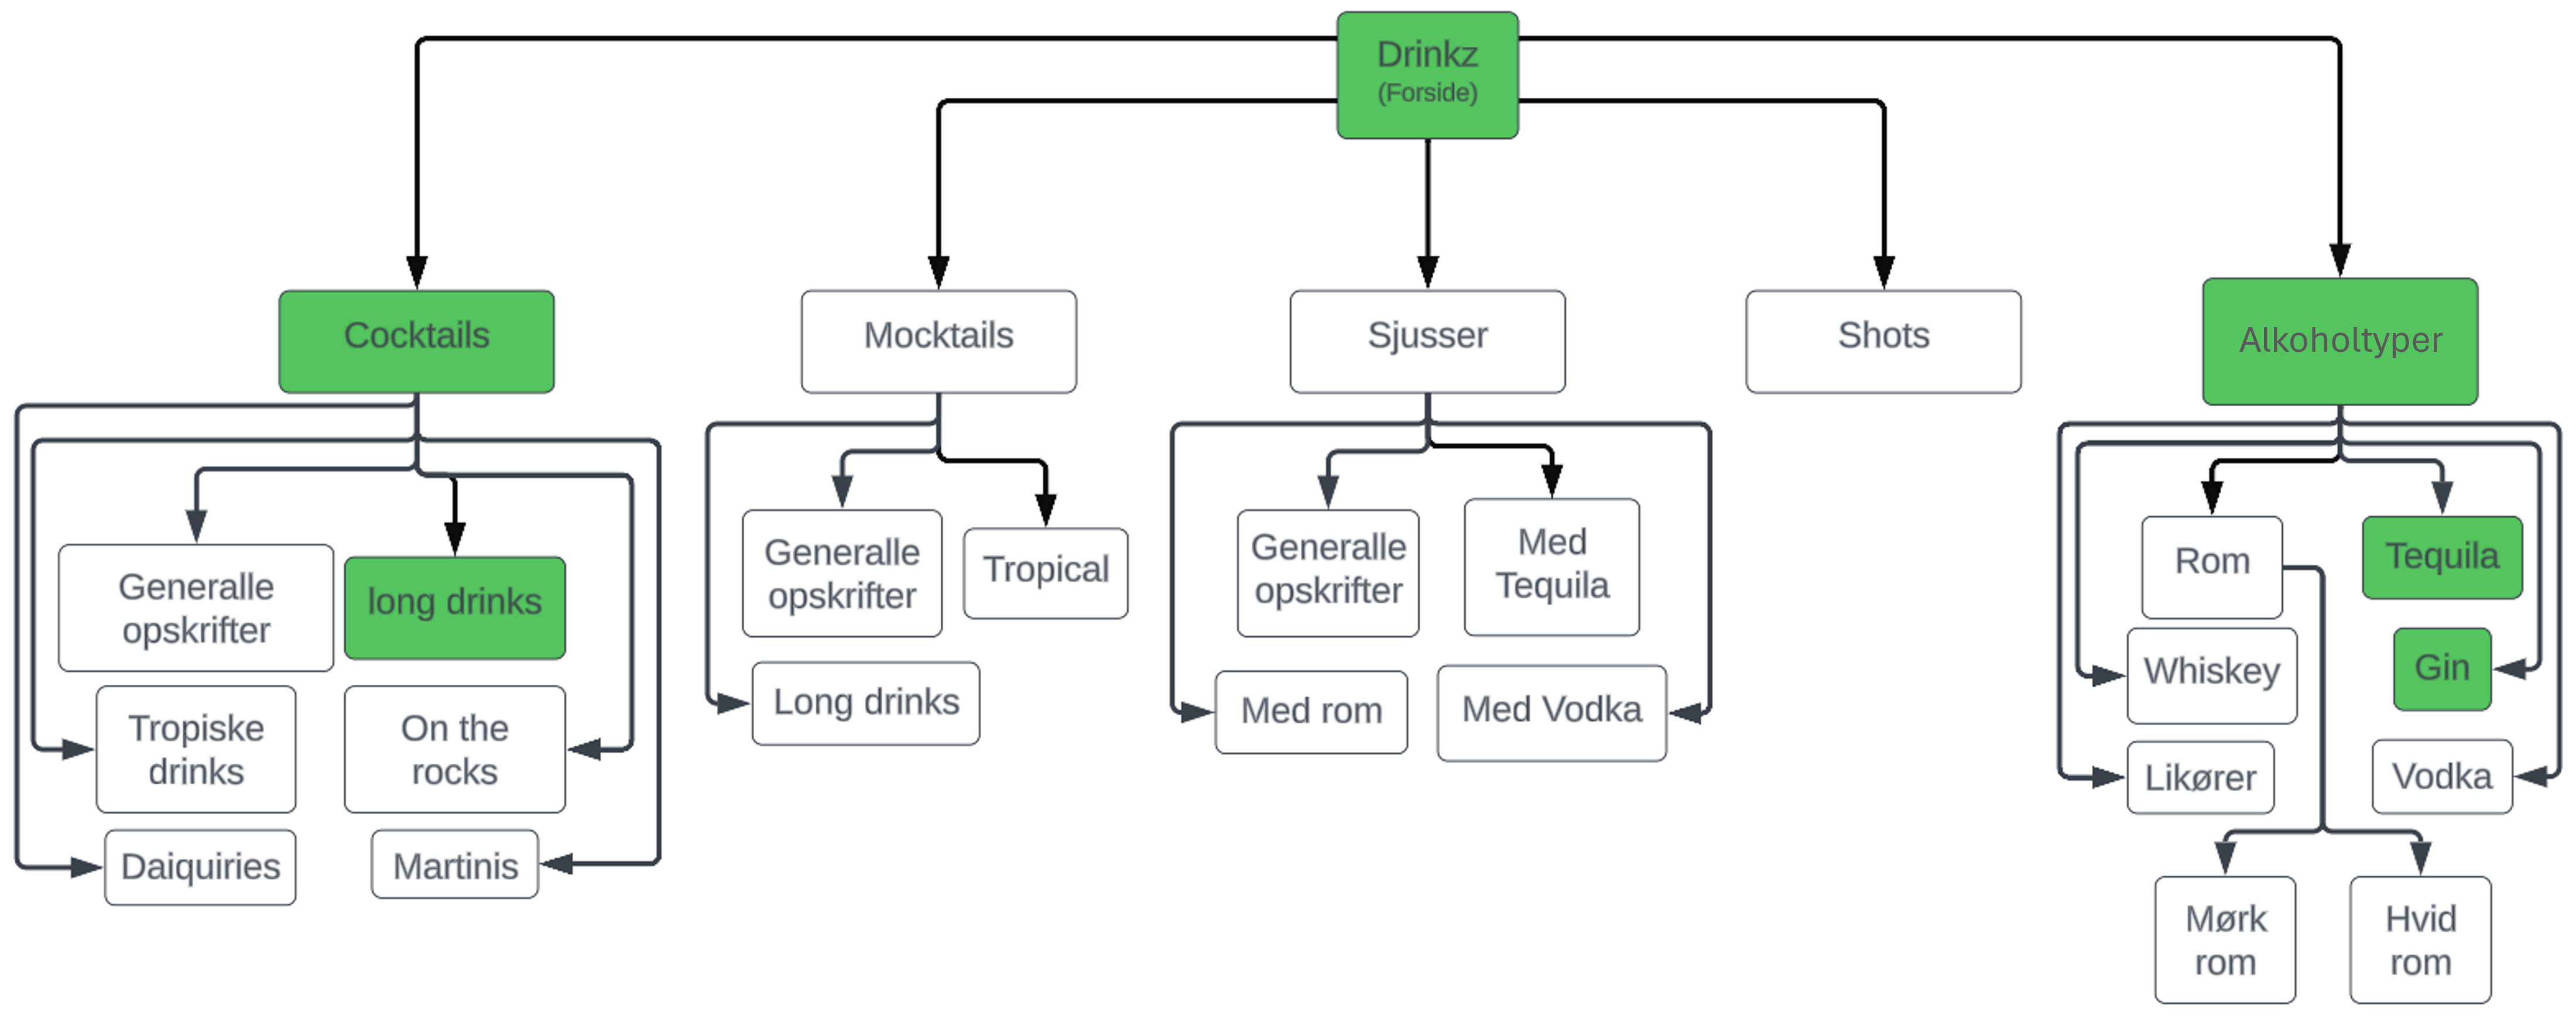 Drinkz
(Forside)
Cocktails
Mocktails
Sjusser
Shots
Alkoholtyper
Generalle
opskrifter
long drinks
Tropiske
drinks
On the
rocks
Daiquiries
Martinis
Generalle
opskrifter
Tropical
Long drinks
Generalle
opskrifter
Med
Tequila
Med rom
Med Vodka
Rom
Tequila
Whiskey
Gin
Likører
Vodka
Mørk
rom
Hvid
rom